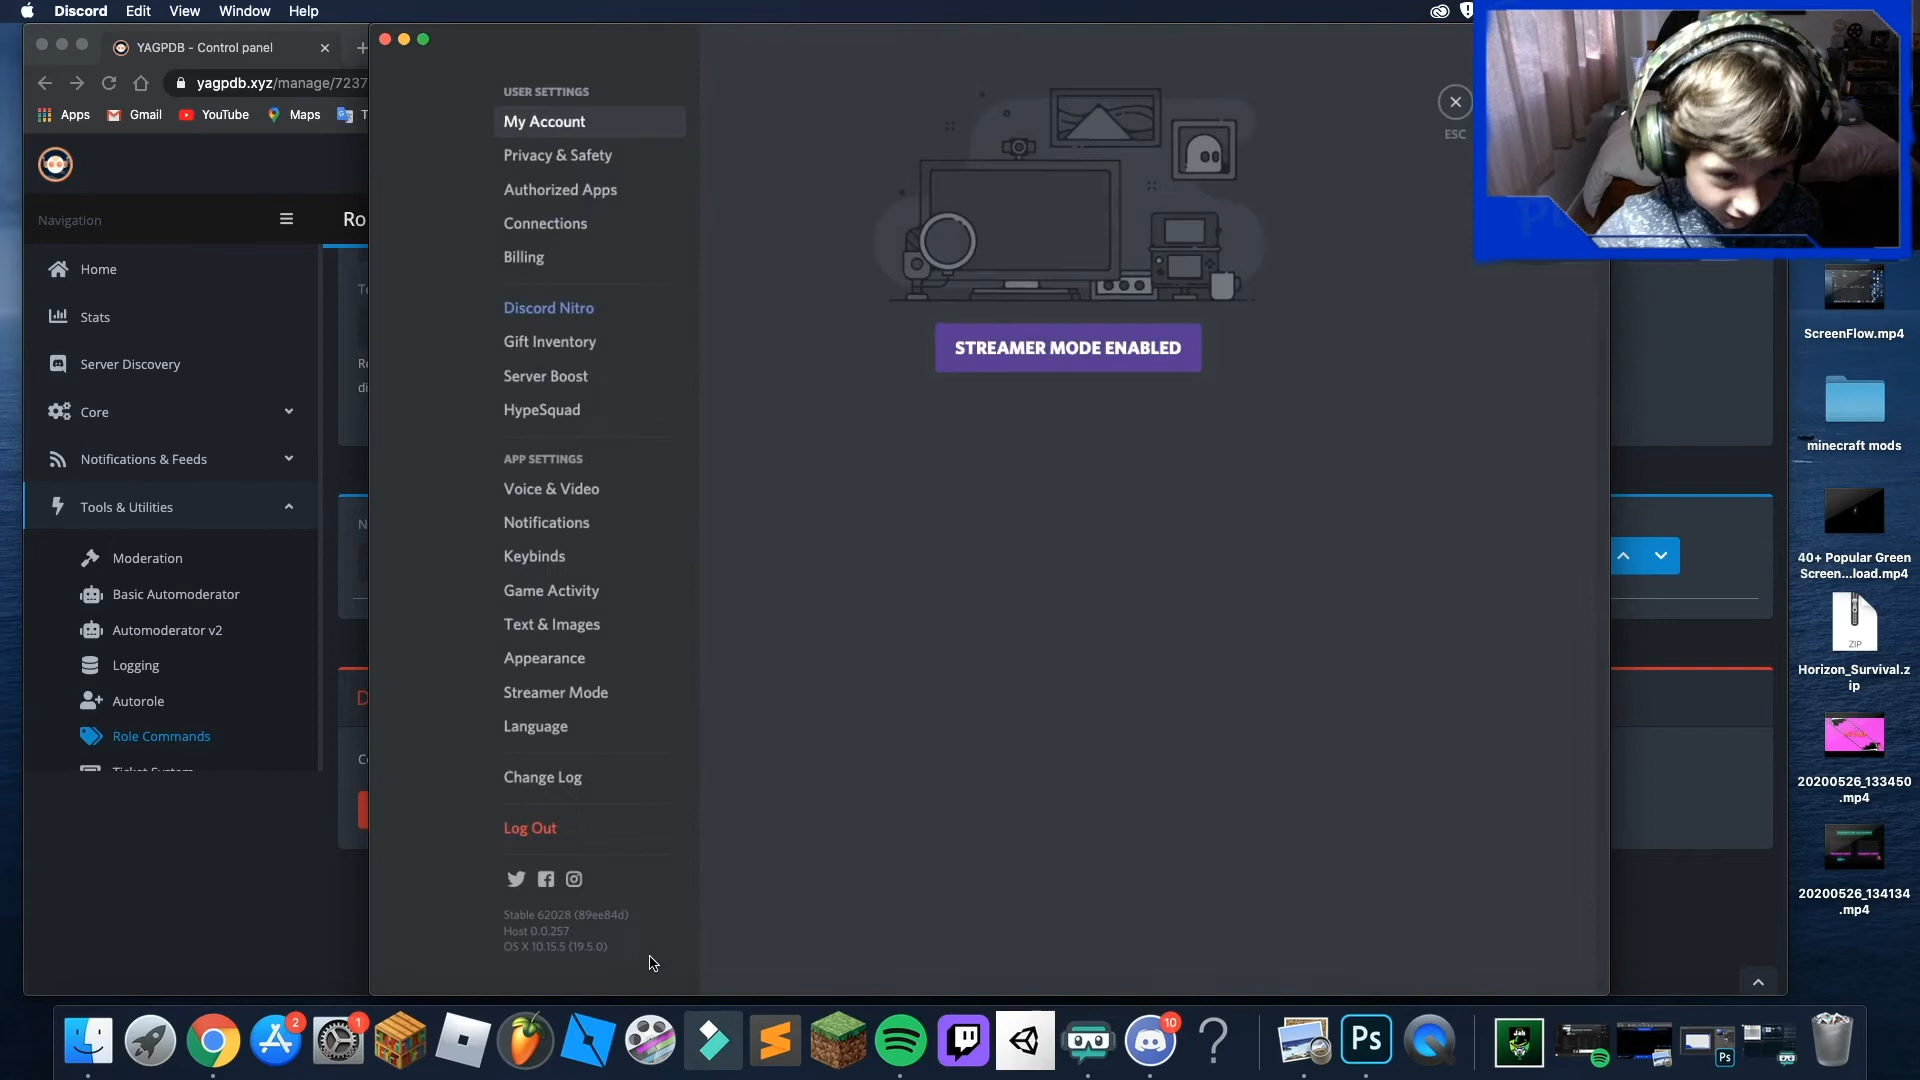 Discord Edit View Window Help
YAGPDB - Control panel
yagpdb.xyz/manage/7237
Apps Gmail YouTube Maps T
Navigation
Ro
Home
Stats
Server Discovery
Core
Notifications & Feeds
Tools & Utilities
Moderation
Basic Automoderator
Automoderator v2
Logging
Autorole
Role Commands
Ticket System
USER SETTINGS
My Account
Privacy & Safety
Authorized Apps
Connections
Billing
Discord Nitro
Gift Inventory
Server Boost
HypeSquad
APP SETTINGS
Voice & Video
Notifications
Keybinds
Game Activity
Text & Images
Appearance
Streamer Mode
Language
Change Log
Log Out
Stable 62028 (89ee84d)
Host 0.0.257
OS X 10.15.5 (19.5.0)
STREAMER MODE ENABLED
ESC
ScreenFlow.mp4
minecraft mods
40+ Popular Green
Screen...load.mp4
ZIP
Horizon_Survival.z
ip
20200526_133450
.mp4
20200526_134134
.mp4
2
1
10
Ps
Ps